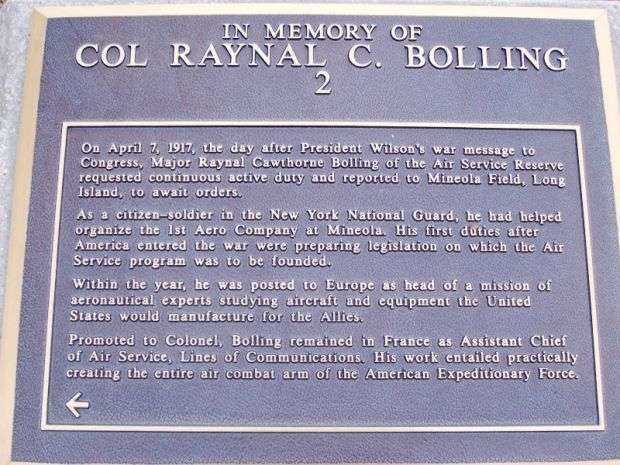 IN MEMORY OF
COL RAYNAL C. BOLLING
2
On April 7, 1917, the day after President Wilson's war message to
Congress, Major Raynal Cawthorne Bolling of the Air Service Reserve
requested continuous active duty and reported to Mineola Field, Long
Island, to await orders.
As a citizen-soldier in the New York National Guard, he had helped
organize the 1st Aero Company at Mineola. His first duties after
America entered the war were preparing legislation on which the Air
Service program was to be founded.
Within the year, he was posted to Europe as head of a mission of
aeronautical experts studying aircraft and equipment the United
States would manufacture for the Allies.
Promoted to Colonel, Bolling remained in France as Assistant Chief
of Air Service, Lines of Communications. His work entailed practically
creating the entire air combat arm of the American Expeditionary Force.